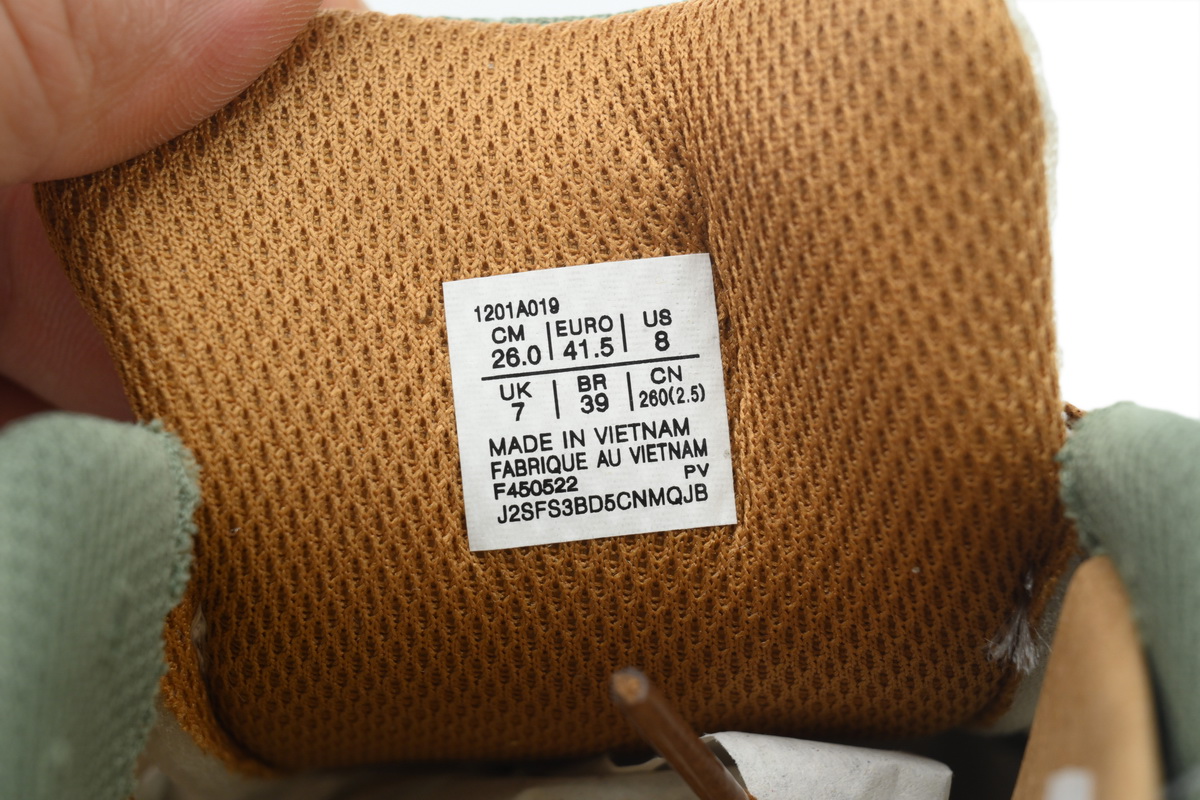 1201A019
CM | EURO | US
26.0 | 41.5 | 8
UK | BR | CN
7 | 39 | 260(2.5)
MADE IN VIETNAM
FABRIQUE AU VIETNAM
F450522 PV
J2SFS3BD5CNMQJB